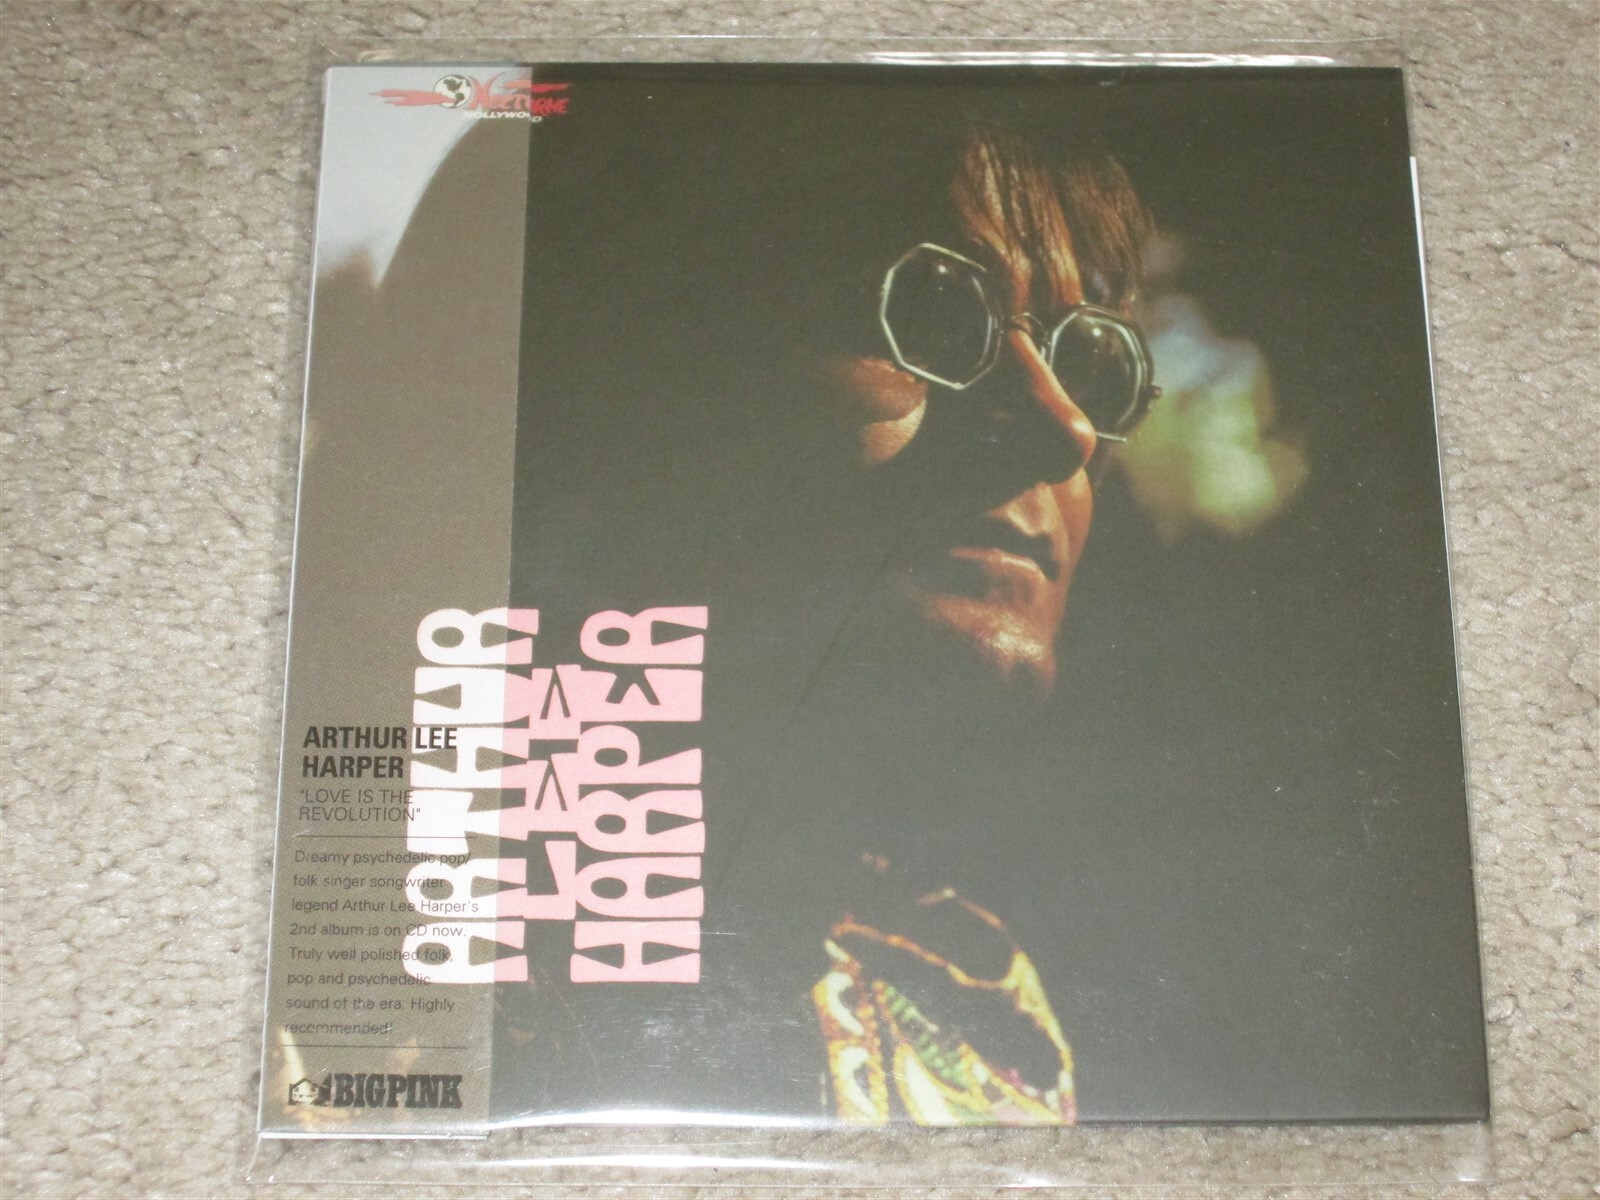 NOCTURNE
HOLLYWOOD
ARTHUR
LEE
HARPER
ARTHUR LEE
HARPER
"LOVE IS THE
REVOLUTION"
Dreamy psychedelic pop/
folk singer songwriter
legend Arthur Lee Harper's
2nd album is on CD now.
Truly well polished folk,
pop and psychedelic
sound of the era. Highly
recommended!
BIGPINK